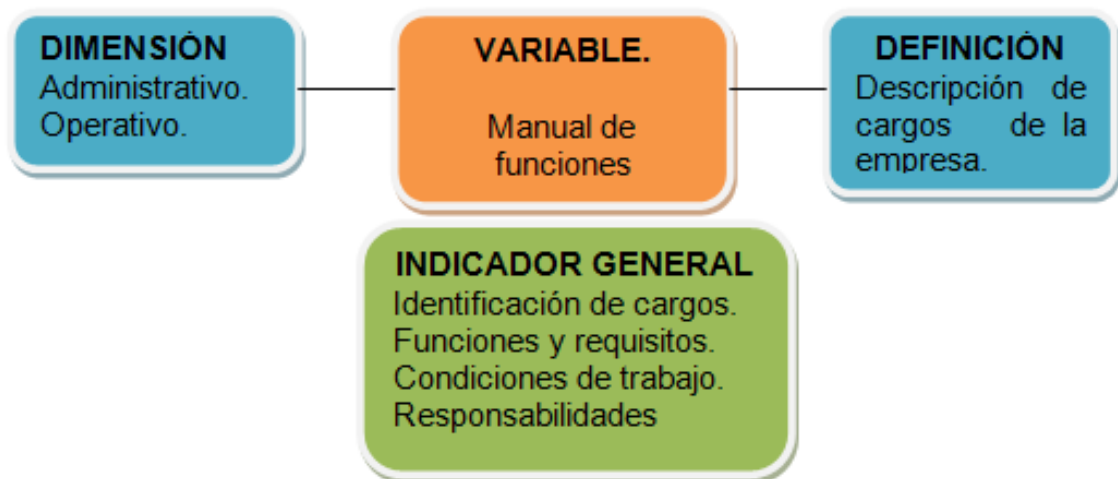 DIMENSIÓN
Administrativo.
Operativo.
VARIABLE.
Manual de
funciones
DEFINICIÓN
Descripción de
cargos de la
empresa.
INDICADOR GENERAL
Identificación de cargos.
Funciones y requisitos.
Condiciones de trabajo.
Responsabilidades